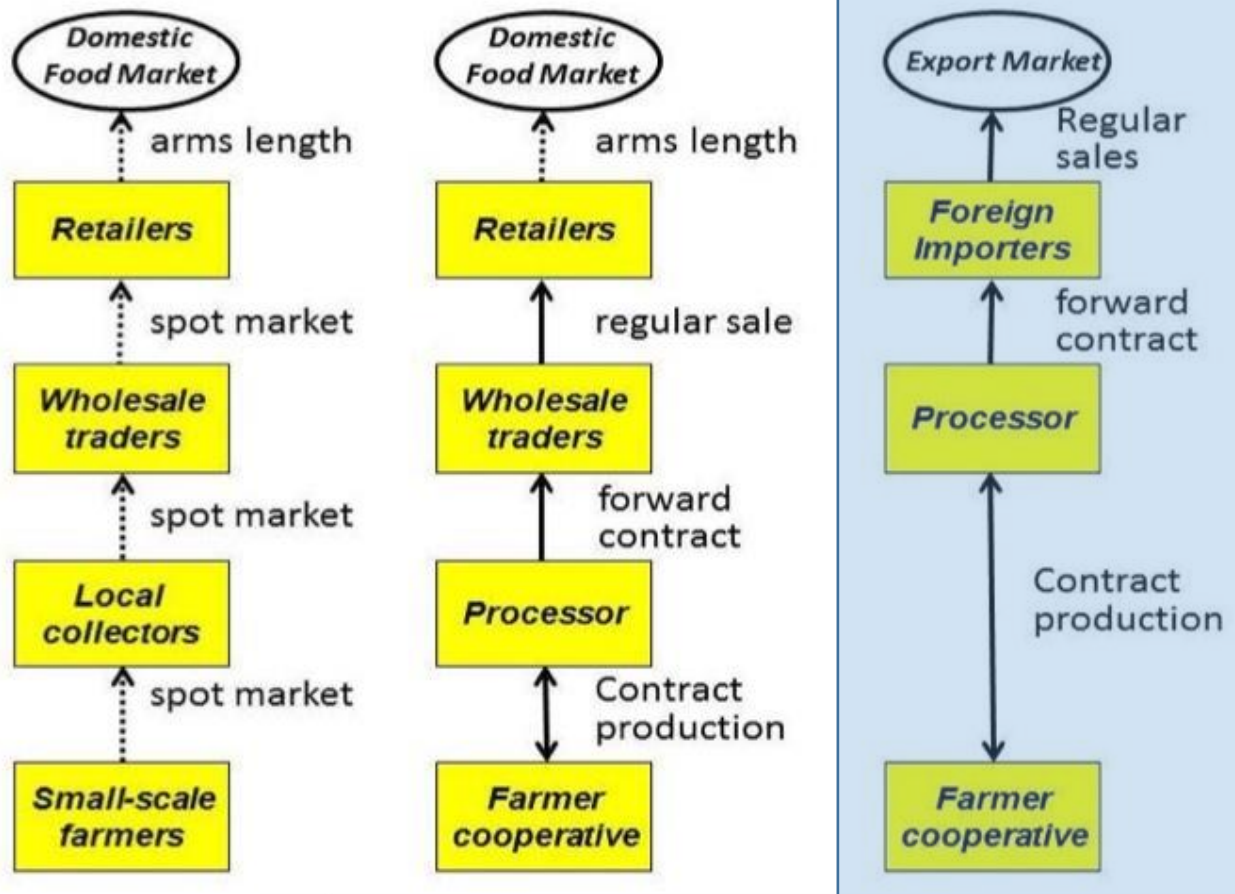 Domestic
Food Market
arms length
Retailers
spot market
Wholesale
traders
spot market
Local
collectors
spot market
Small-scale
farmers
Domestic
Food Market
arms length
Retailers
regular sale
Wholesale
traders
forward
contract
Processor
Contract
production
Farmer
cooperative
Export Market
Regular
sales
Foreign
Importers
forward
contract
Processor
Contract
production
Farmer
cooperative